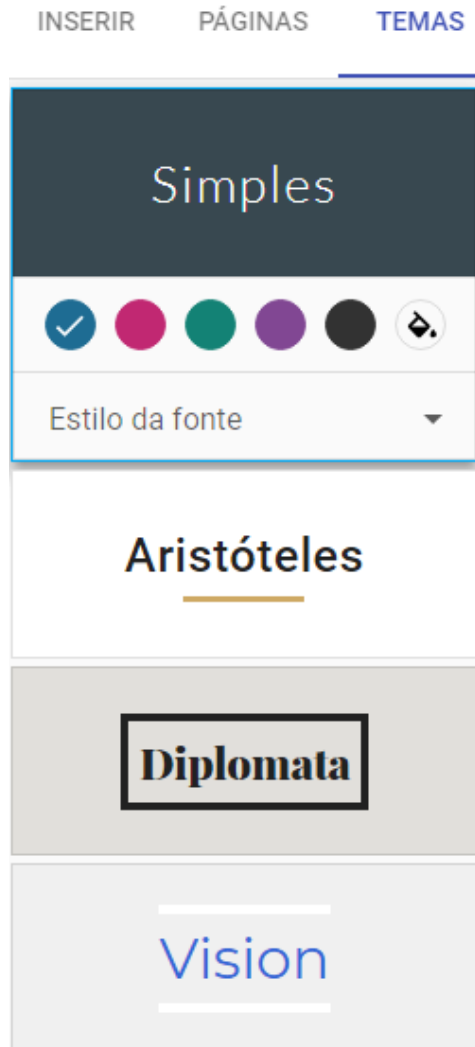 INSERIR PÁGINAS TEMAS
Simples
Estilo da fonte
Aristóteles
Diplomata
Vision